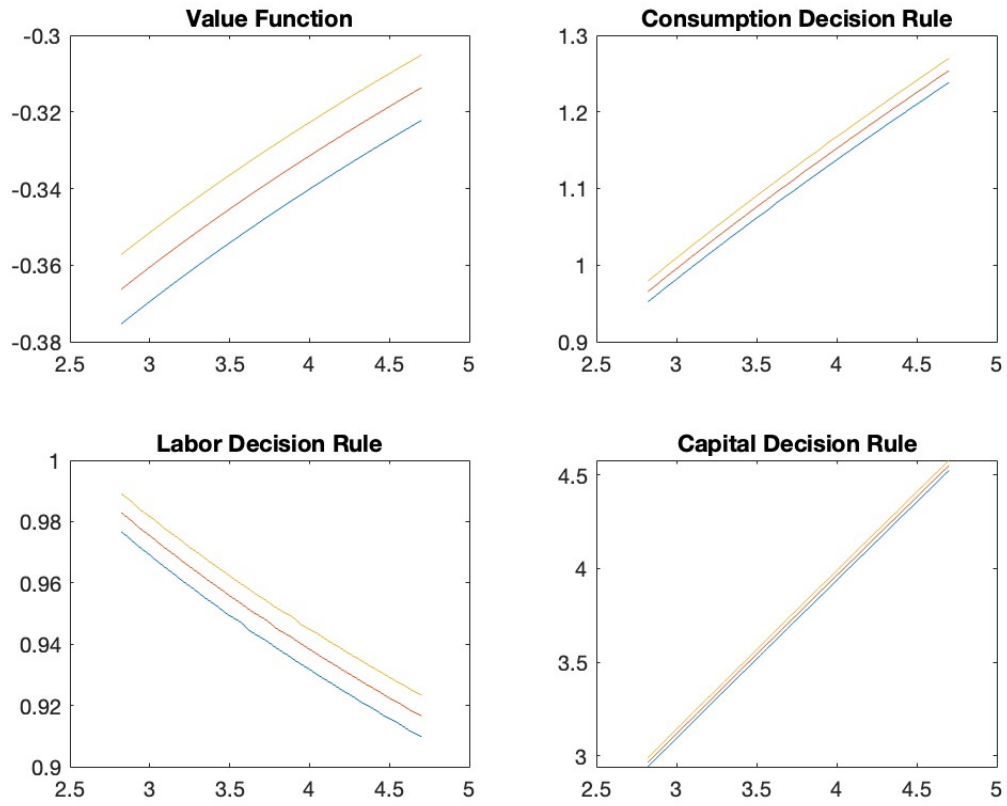 Value Function
-0.3
-0.32
-0.34
-0.36
-0.38
2.5 3 3.5 4 4.5 5
Consumption Decision Rule
1.3
1.2
1.1
1
0.9
2.5 3 3.5 4 4.5 5
Labor Decision Rule
1
0.98
0.96
0.94
0.92
0.9
2.5 3 3.5 4 4.5 5
Capital Decision Rule
4.5
4
3.5
3
2.5 3 3.5 4 4.5 5